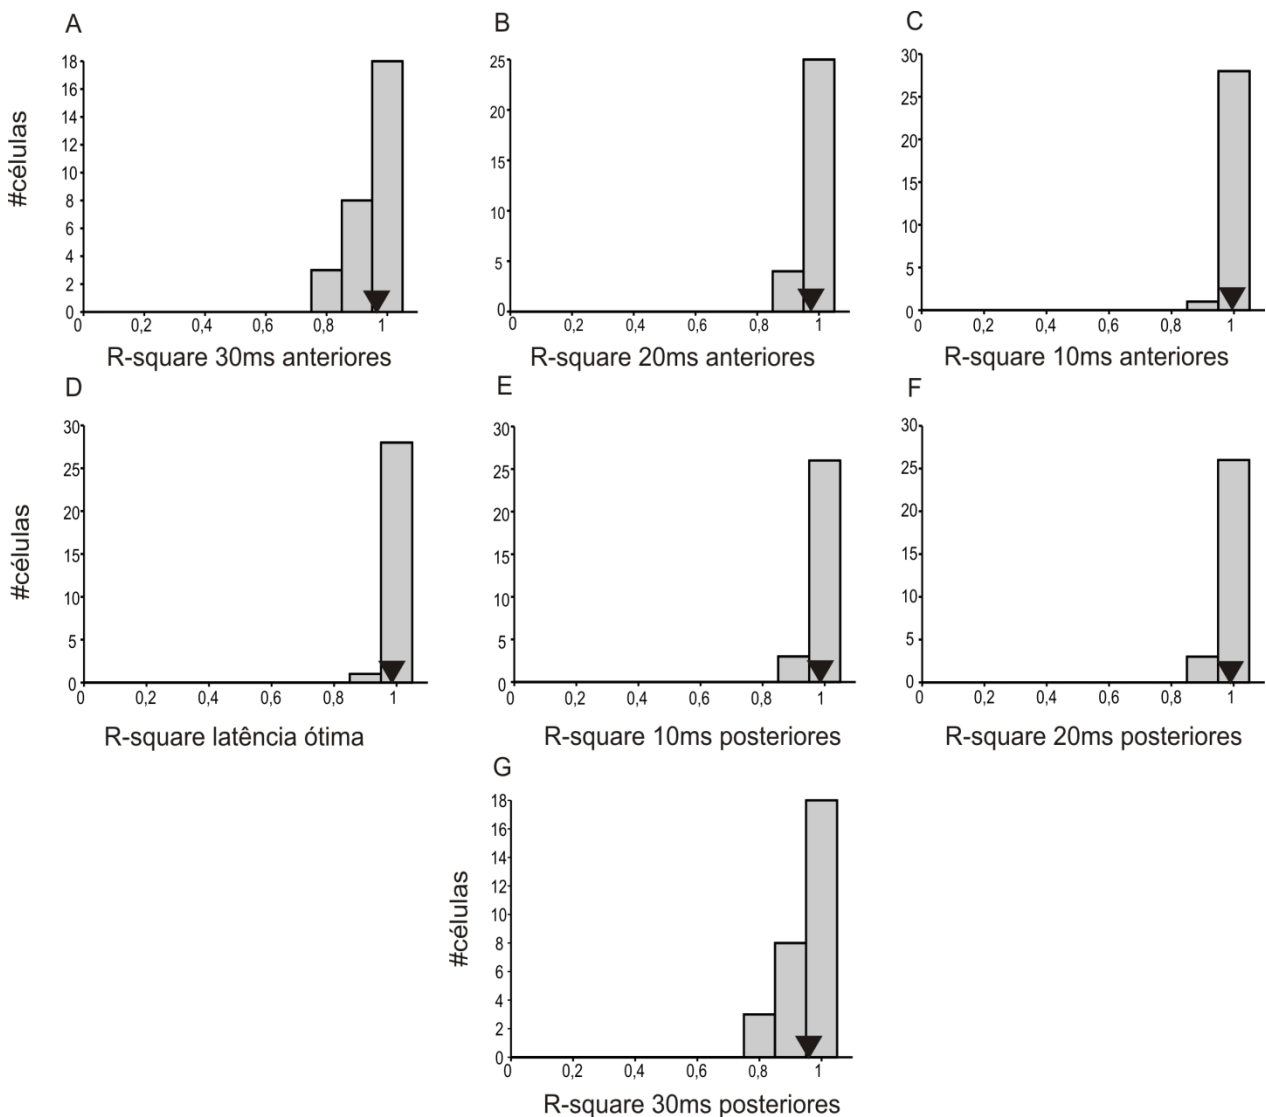 A
B
C
#células
18
16
14
12
10
8
6
4
2
0
0 0,2 0,4 0,6 0,8 1
R-square 30ms anteriores
25
20
15
10
5
0
0 0,2 0,4 0,6 0,8 1
R-square 20ms anteriores
30
25
20
15
10
5
0
0 0,2 0,4 0,6 0,8 1
R-square 10ms anteriores
D
E
F
#células
30
25
20
15
10
5
0
0 0,2 0,4 0,6 0,8 1
R-square latência ótima
30
25
20
15
10
5
0
0 0,2 0,4 0,6 0,8 1
R-square 10ms posteriores
30
25
20
15
10
5
0
0 0,2 0,4 0,6 0,8 1
R-square 20ms posteriores
G
#células
18
16
14
12
10
8
6
4
2
0
0 0,2 0,4 0,6 0,8 1
R-square 30ms posteriores